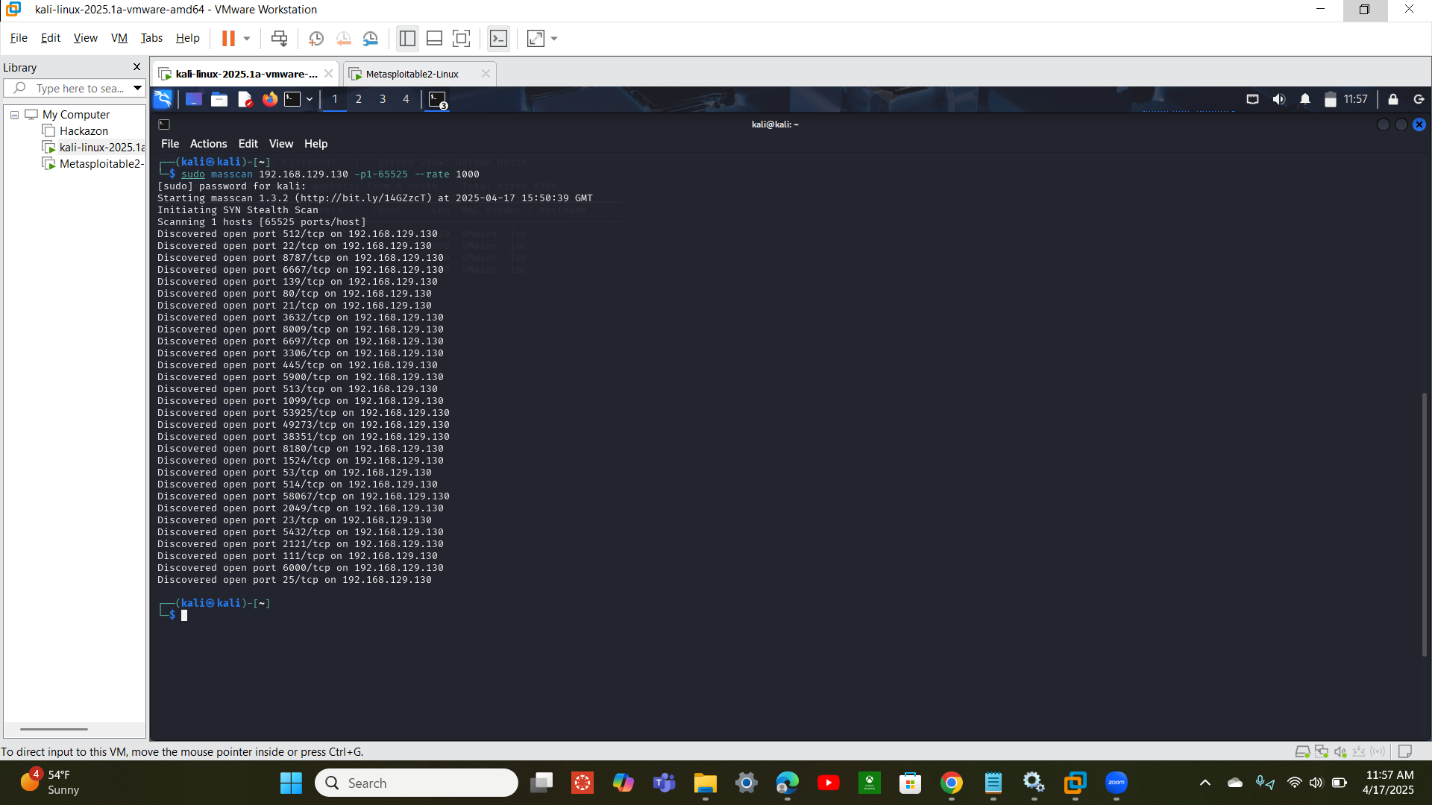 kali-linux-2025.1a-vmware-amd64 - VMware Workstation
File Edit View VM Tabs Help
Library
Type here to sea...
My Computer
Hackazon
kali-linux-2025.1a
Metasploitable2-
kali-linux-2025.1a-vmware-...
Metasploitable2-Linux
1 2 3 4
3
11:57
kali@kali: ~
File Actions Edit View Help
┌──(kali㉿kali)-[~]
└─$ sudo masscan 192.168.129.130 -p1-65525 --rate 1000
[sudo] password for kali:
Starting masscan 1.3.2 (http://bit.ly/14GZzcT) at 2025-04-17 15:50:39 GMT
Initiating SYN Stealth Scan
Scanning 1 hosts [65525 ports/host]
Discovered open port 512/tcp on 192.168.129.130
Discovered open port 22/tcp on 192.168.129.130
Discovered open port 8787/tcp on 192.168.129.130
Discovered open port 6667/tcp on 192.168.129.130
Discovered open port 139/tcp on 192.168.129.130
Discovered open port 80/tcp on 192.168.129.130
Discovered open port 21/tcp on 192.168.129.130
Discovered open port 3632/tcp on 192.168.129.130
Discovered open port 8009/tcp on 192.168.129.130
Discovered open port 6697/tcp on 192.168.129.130
Discovered open port 3306/tcp on 192.168.129.130
Discovered open port 445/tcp on 192.168.129.130
Discovered open port 5900/tcp on 192.168.129.130
Discovered open port 513/tcp on 192.168.129.130
Discovered open port 1099/tcp on 192.168.129.130
Discovered open port 53925/tcp on 192.168.129.130
Discovered open port 49273/tcp on 192.168.129.130
Discovered open port 38351/tcp on 192.168.129.130
Discovered open port 8180/tcp on 192.168.129.130
Discovered open port 1524/tcp on 192.168.129.130
Discovered open port 53/tcp on 192.168.129.130
Discovered open port 514/tcp on 192.168.129.130
Discovered open port 58067/tcp on 192.168.129.130
Discovered open port 2049/tcp on 192.168.129.130
Discovered open port 23/tcp on 192.168.129.130
Discovered open port 5432/tcp on 192.168.129.130
Discovered open port 2121/tcp on 192.168.129.130
Discovered open port 111/tcp on 192.168.129.130
Discovered open port 6000/tcp on 192.168.129.130
Discovered open port 25/tcp on 192.168.129.130
┌──(kali㉿kali)-[~]
└─$
To direct input to this VM, move the mouse pointer inside or press Ctrl+G.
4
54°F
Sunny
Search
zoom
11:57 AM
4/17/2025